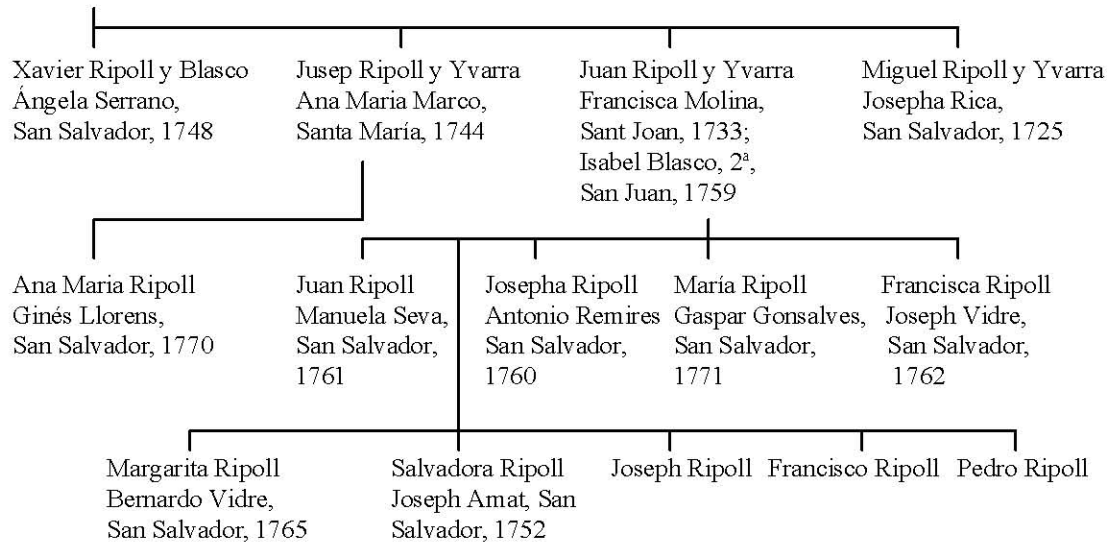 Xavier Ripoll y Blasco
Ángela Serrano,
San Salvador, 1748
Jusep Ripoll y Yvarra
Ana Maria Marco,
Santa María, 1744
Juan Ripoll y Yvarra
Francisca Molina,
Sant Joan, 1733;
Isabel Blasco, 2ª,
San Juan, 1759
Miguel Ripoll y Yvarra
Josepha Rica,
San Salvador, 1725
Ana Maria Ripoll
Ginés Llorens,
San Salvador, 1770
Juan Ripoll
Manuela Seva,
San Salvador,
1761
Josepha Ripoll
Antonio Remires
San Salvador,
1760
María Ripoll
Gaspar Gonsalves,
San Salvador,
1771
Francisca Ripoll
Joseph Vidre,
San Salvador,
1762
Margarita Ripoll
Bernardo Vidre,
San Salvador, 1765
Salvadora Ripoll
Joseph Amat, San
Salvador, 1752
Joseph Ripoll
Francisco Ripoll
Pedro Ripoll